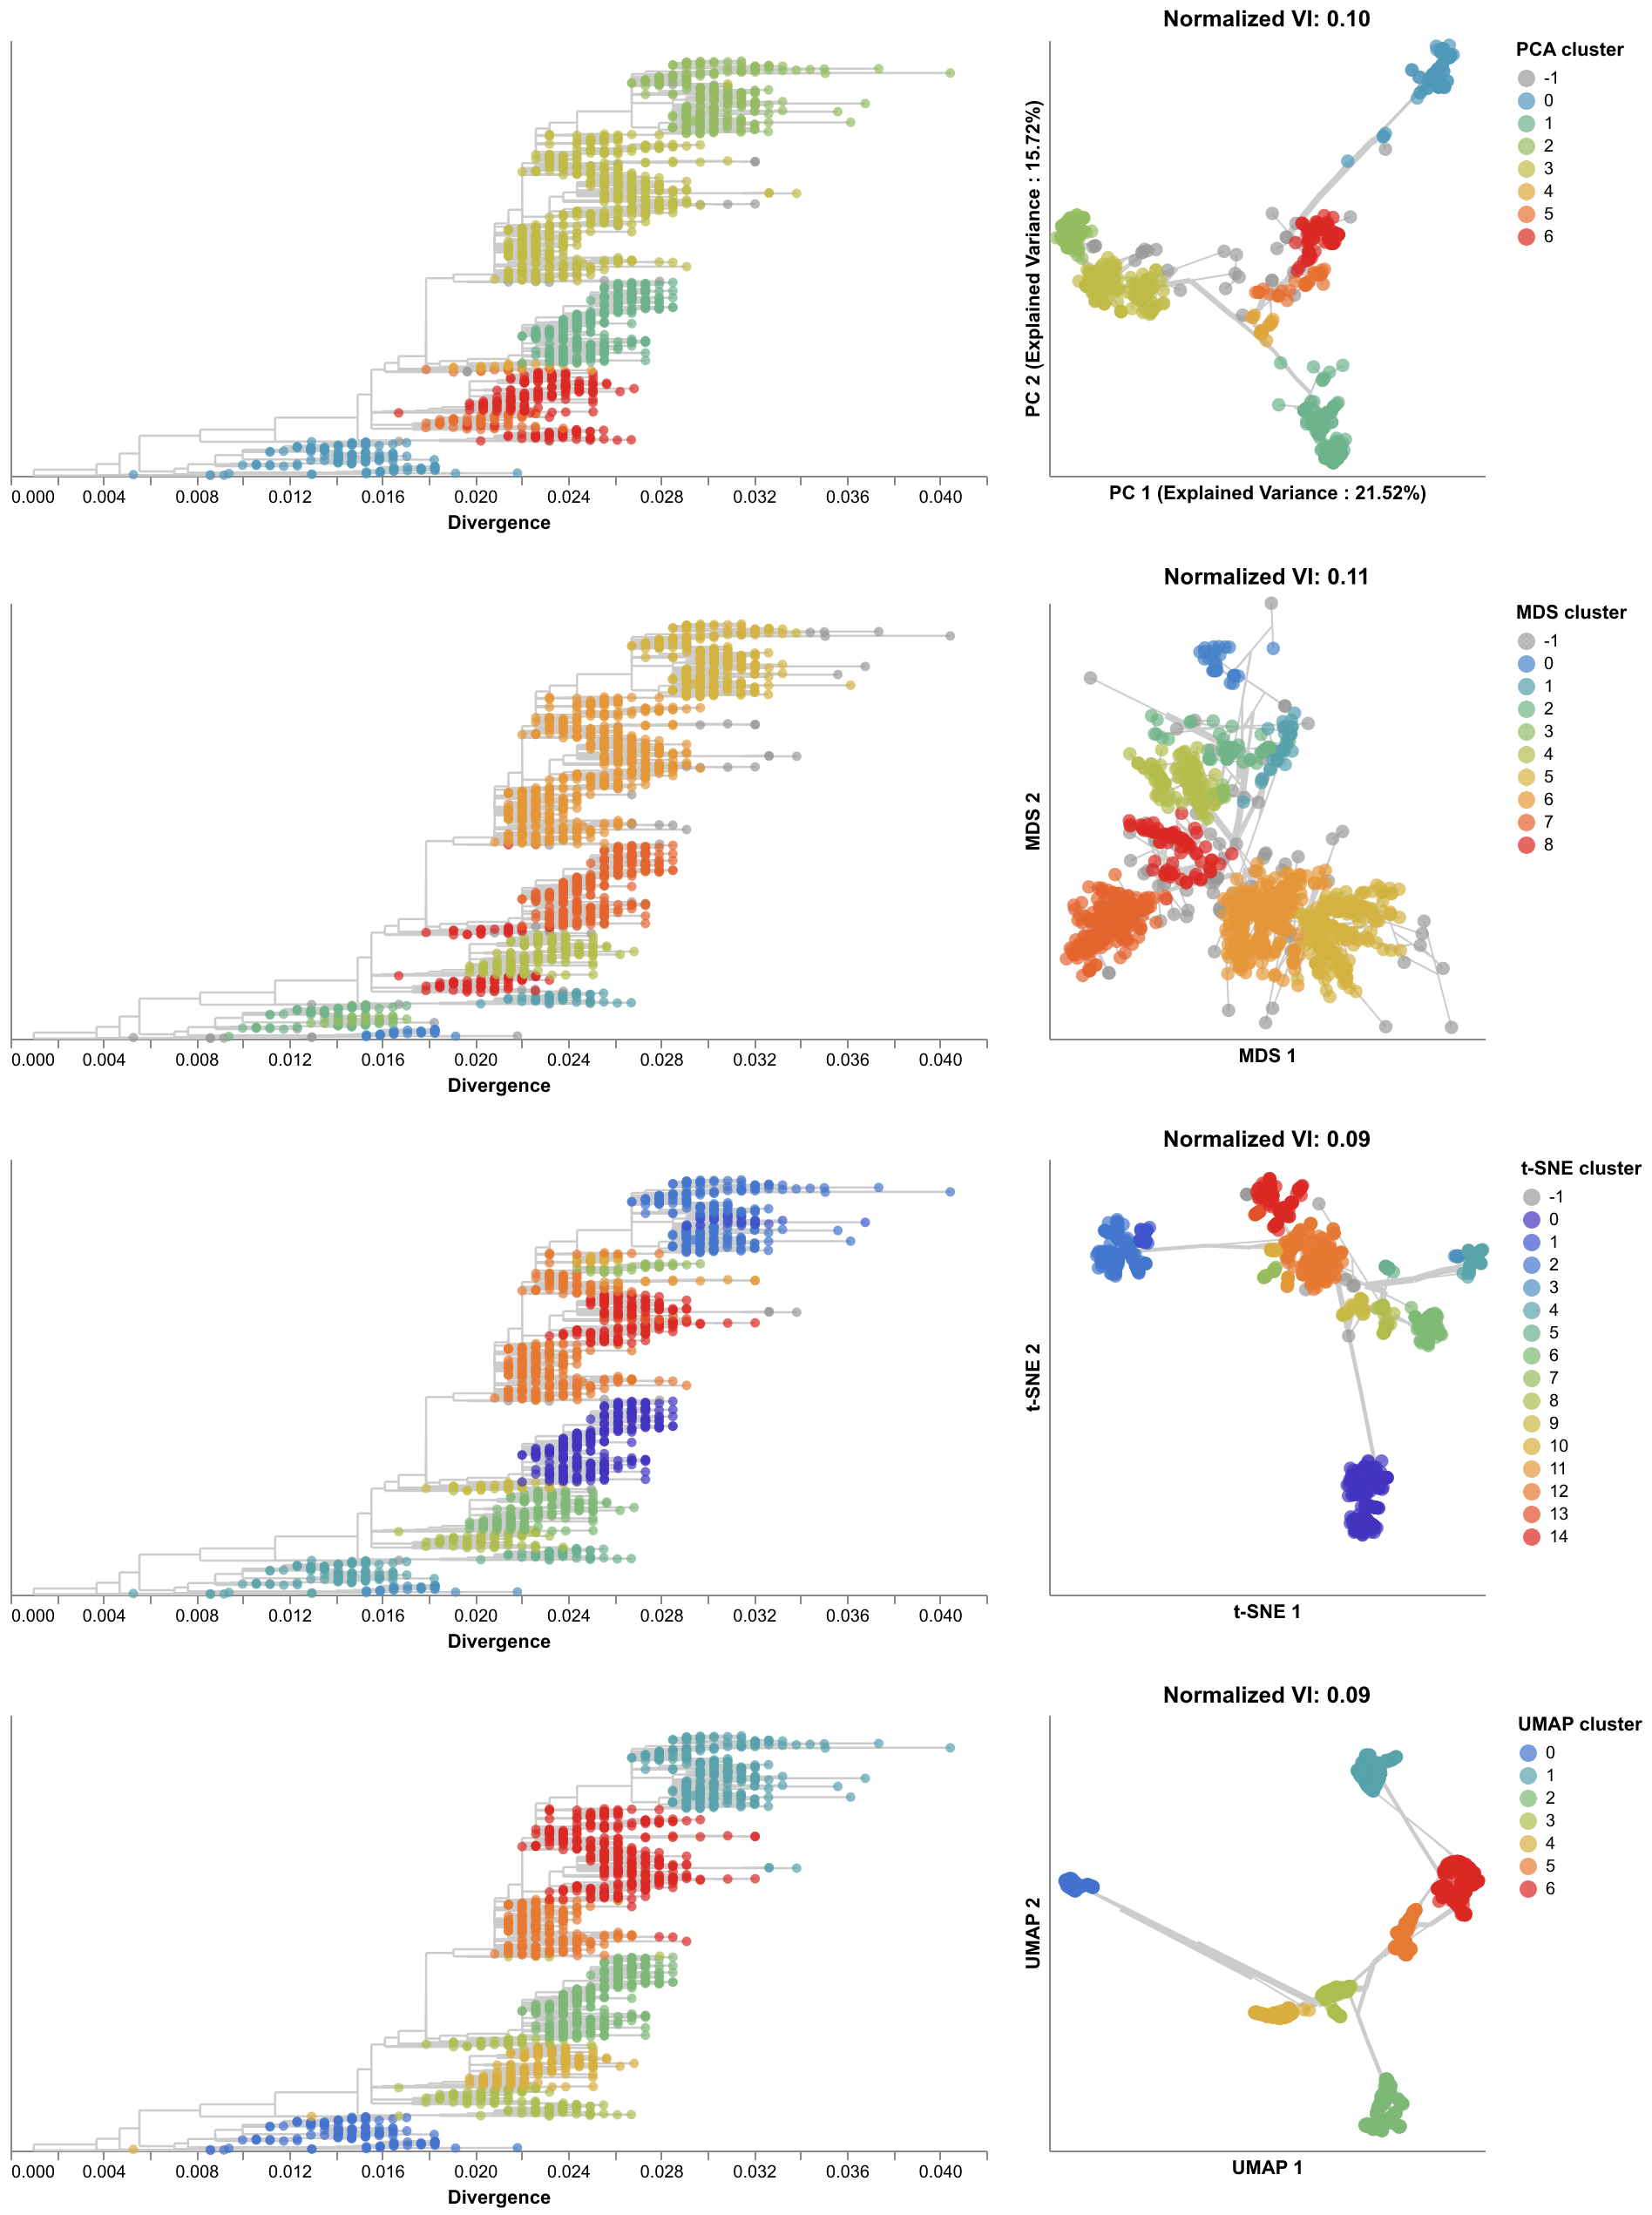 Normalized VI: 0.10
PCA cluster
-1
0
1
2
3
4
5
6
PC 2 (Explained Variance : 15.72%)
0.000 0.004 0.008 0.012 0.016 0.020 0.024 0.028 0.032 0.036 0.040
Divergence
PC 1 (Explained Variance : 21.52%)
Normalized VI: 0.11
MDS cluster
-1
0
1
2
3
4
5
6
7
8
MDS 2
0.000 0.004 0.008 0.012 0.016 0.020 0.024 0.028 0.032 0.036 0.040
Divergence
MDS 1
Normalized VI: 0.09
t-SNE cluster
-1
0
1
2
3
4
5
6
7
8
9
10
11
12
13
14
t-SNE 2
0.000 0.004 0.008 0.012 0.016 0.020 0.024 0.028 0.032 0.036 0.040
Divergence
t-SNE 1
Normalized VI: 0.09
UMAP cluster
0
1
2
3
4
5
6
UMAP 2
0.000 0.004 0.008 0.012 0.016 0.020 0.024 0.028 0.032 0.036 0.040
Divergence
UMAP 1